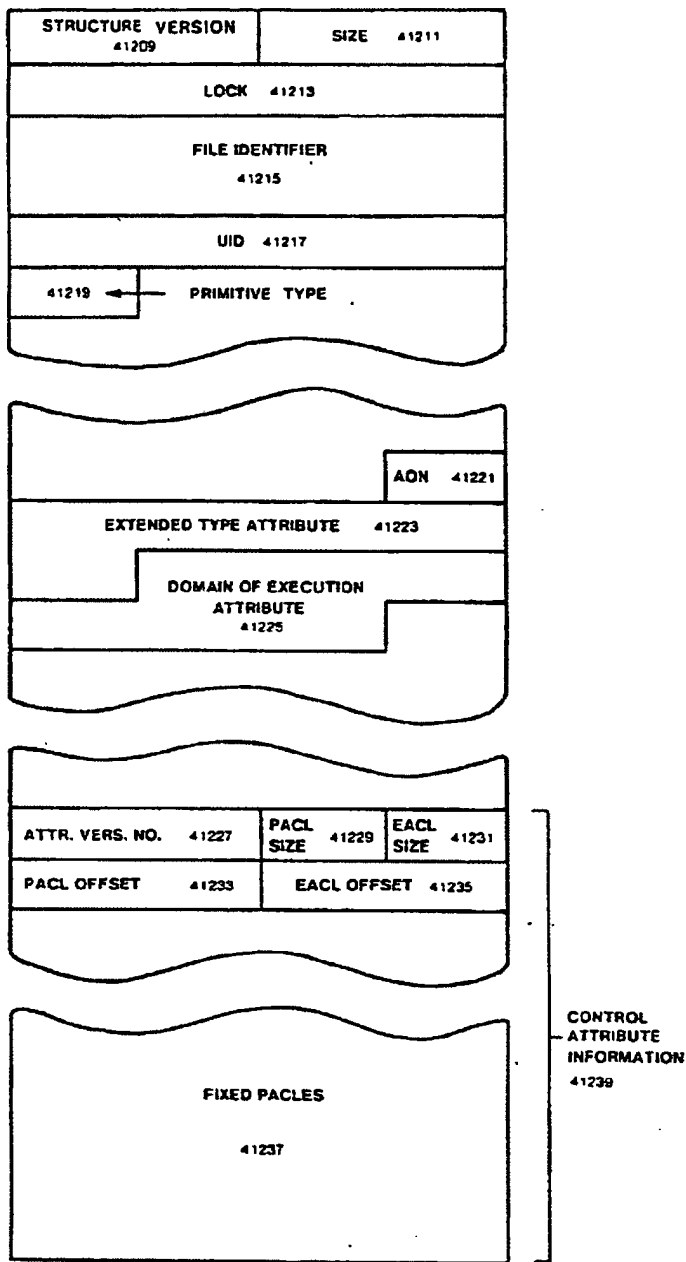 STRUCTURE VERSION
41209
SIZE 41211
LOCK 41213
FILE IDENTIFIER
41215
UID 41217
41219
PRIMITIVE TYPE
AON 41221
EXTENDED TYPE ATTRIBUTE 41223
DOMAIN OF EXECUTION
ATTRIBUTE
41225
ATTR. VERS. NO. 41227
PACL
SIZE 41229
EACL
SIZE 41231
PACL OFFSET 41233
EACL OFFSET 41235
CONTROL
ATTRIBUTE
INFORMATION
41239
FIXED PACLES
41237